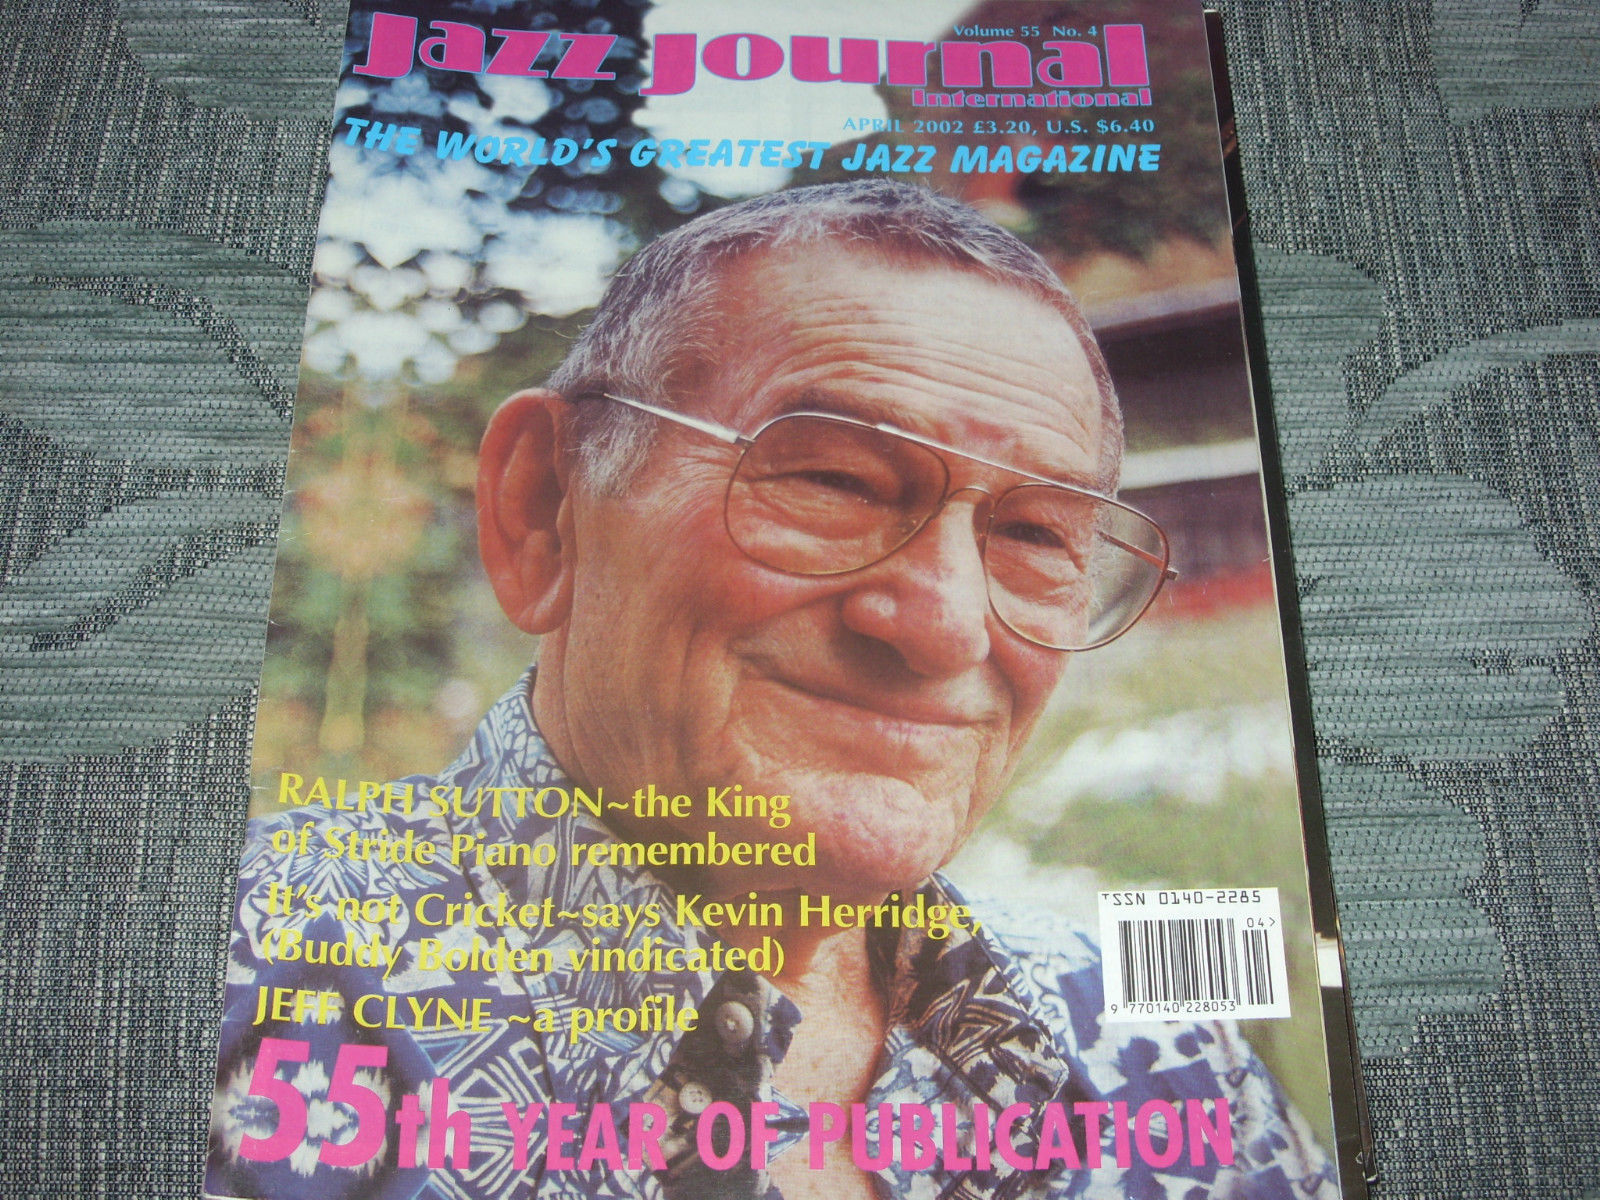 Jazz Journal
Volume 55 No. 4
International
APRIL 2002 £3.20, U.S. $6.40
THE WORLD'S GREATEST JAZZ MAGAZINE
RALPH SUTTON~the King
of Stride Piano remembered
It's not Cricket~says Kevin Herridge,
(Buddy Bolden vindicated)
JEFF CLYNE ~a profile
ISSN 0140-2285
04>
9 770140 228053
55th YEAR OF PUBLICATION